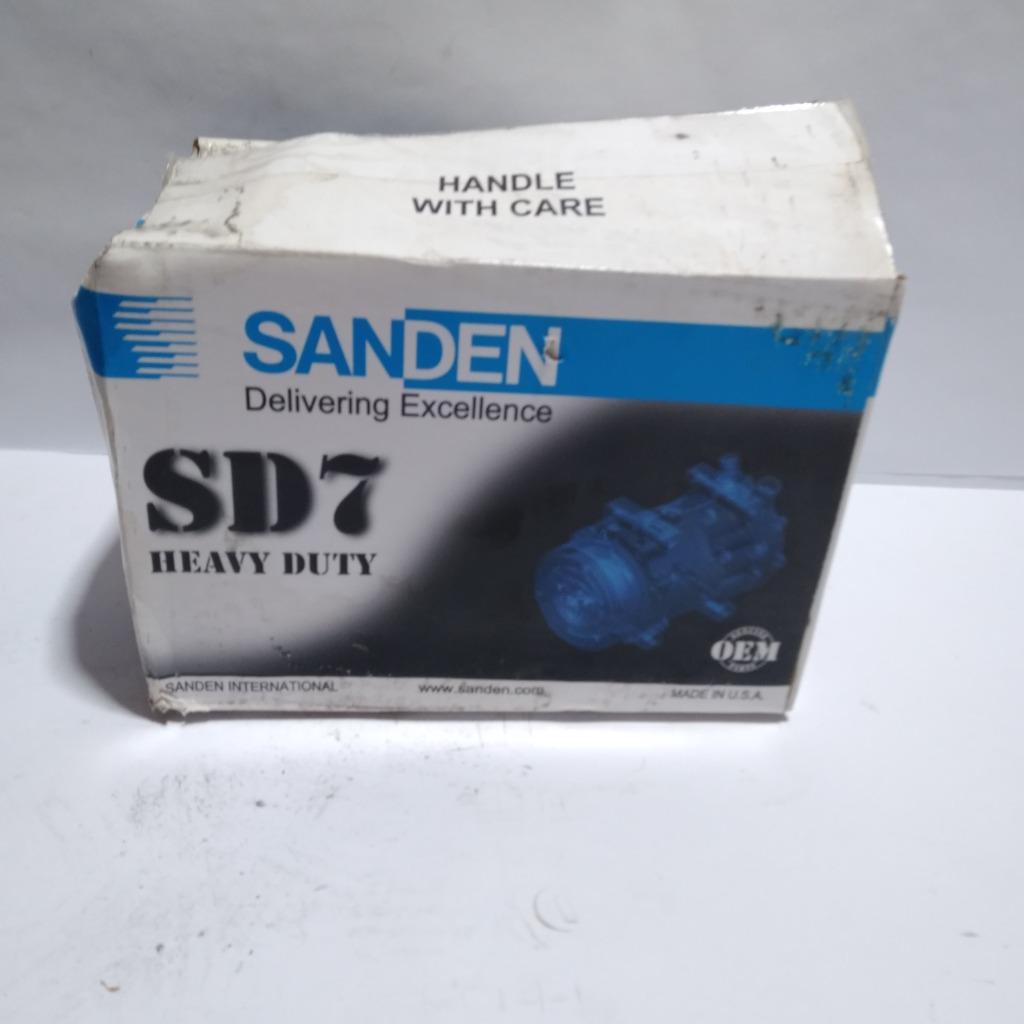 HANDLE
WITH CARE
SANDEN
Delivering Excellence
SD7
HEAVY DUTY
OEM
SANDEN INTERNATIONAL www.sanden.com MADE IN U.S.A.